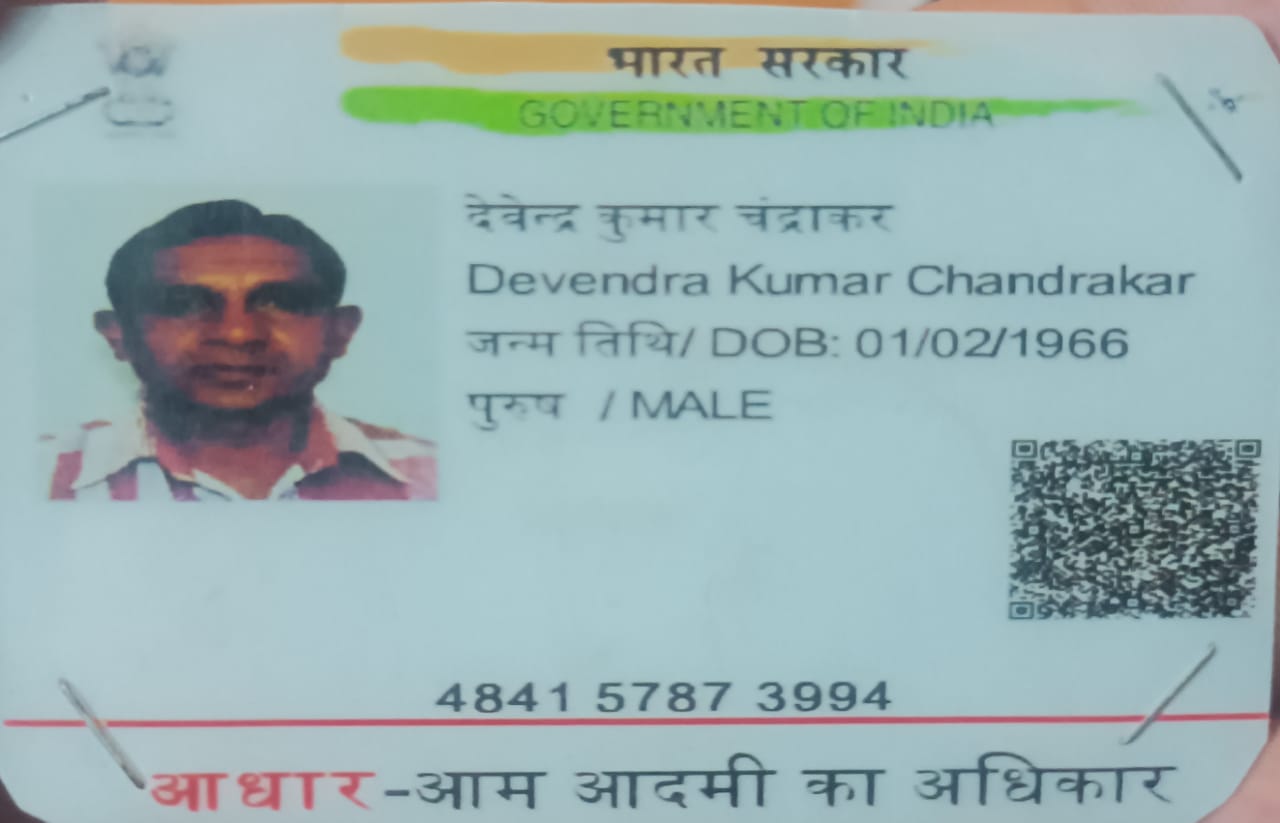 भारत सरकार
GOVERNMENT OF INDIA
देवेन्द्र कुमार चंद्राकर
Devendra Kumar Chandrakar
जन्म तिथि/ DOB: 01/02/1966
पुरुष / MALE
4841 5787 3994
आधार-आम आदमी का अधिकार